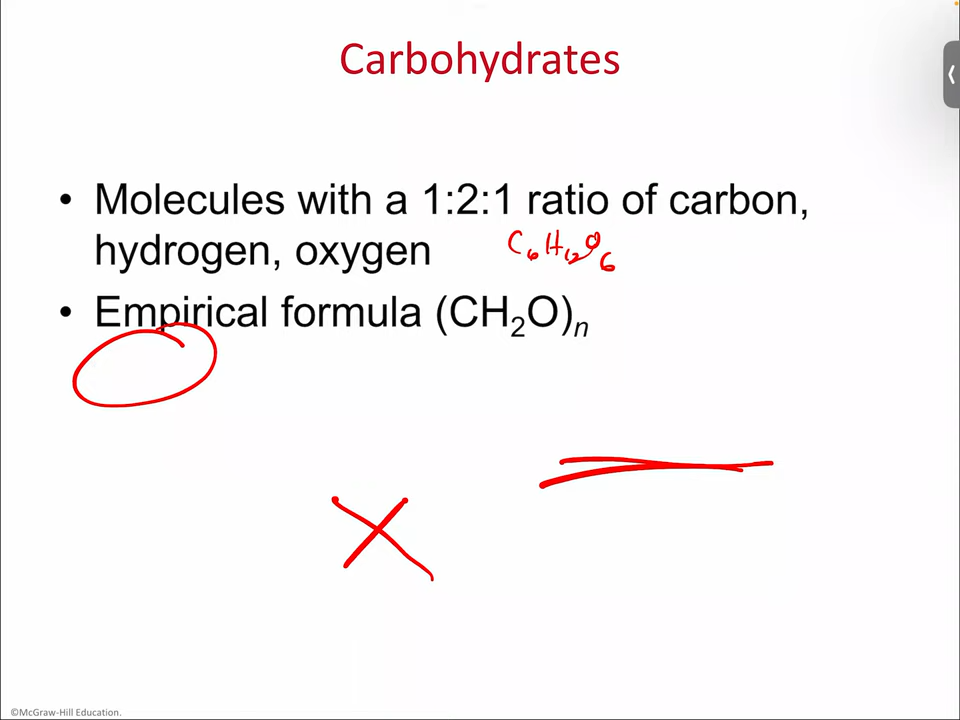 Carbohydrates
• Molecules with a 1:2:1 ratio of carbon,
hydrogen, oxygen
C₆H₁₂O₆
• Empirical formula (CH₂O)ₙ
©McGraw-Hill Education.